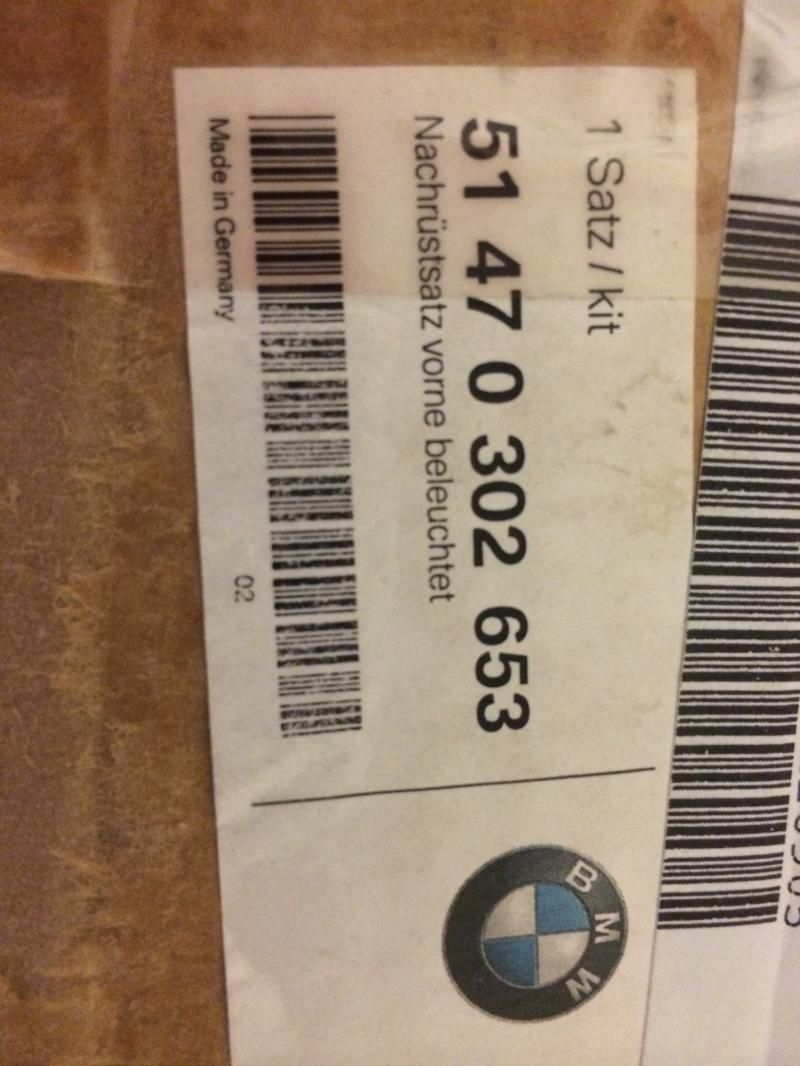 1 Satz / kit
51 47 0 302 653
Nachrüstsatz vorne beleuchtet
Made in Germany
02
BMW